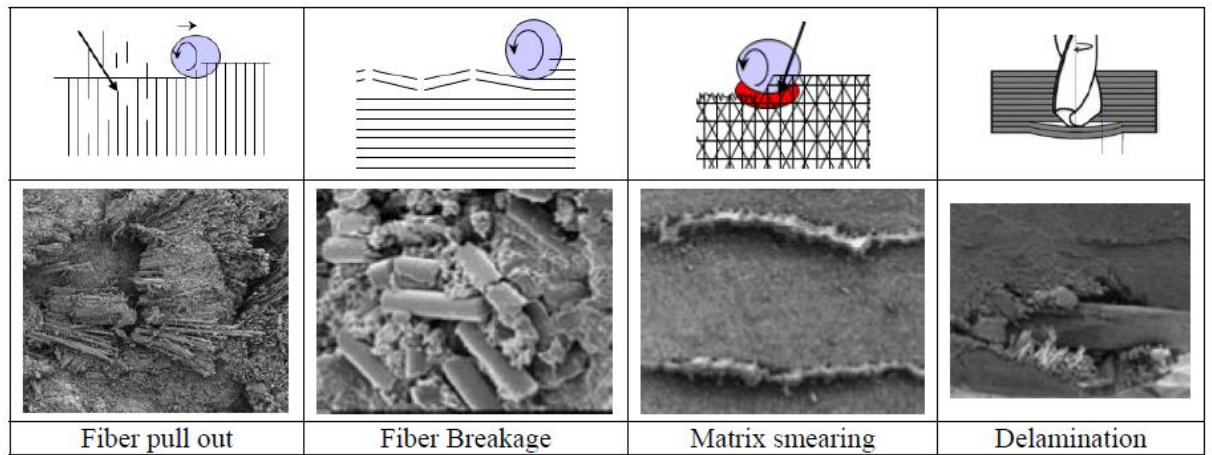 Fiber pull out
Fiber Breakage
Matrix smearing
Delamination